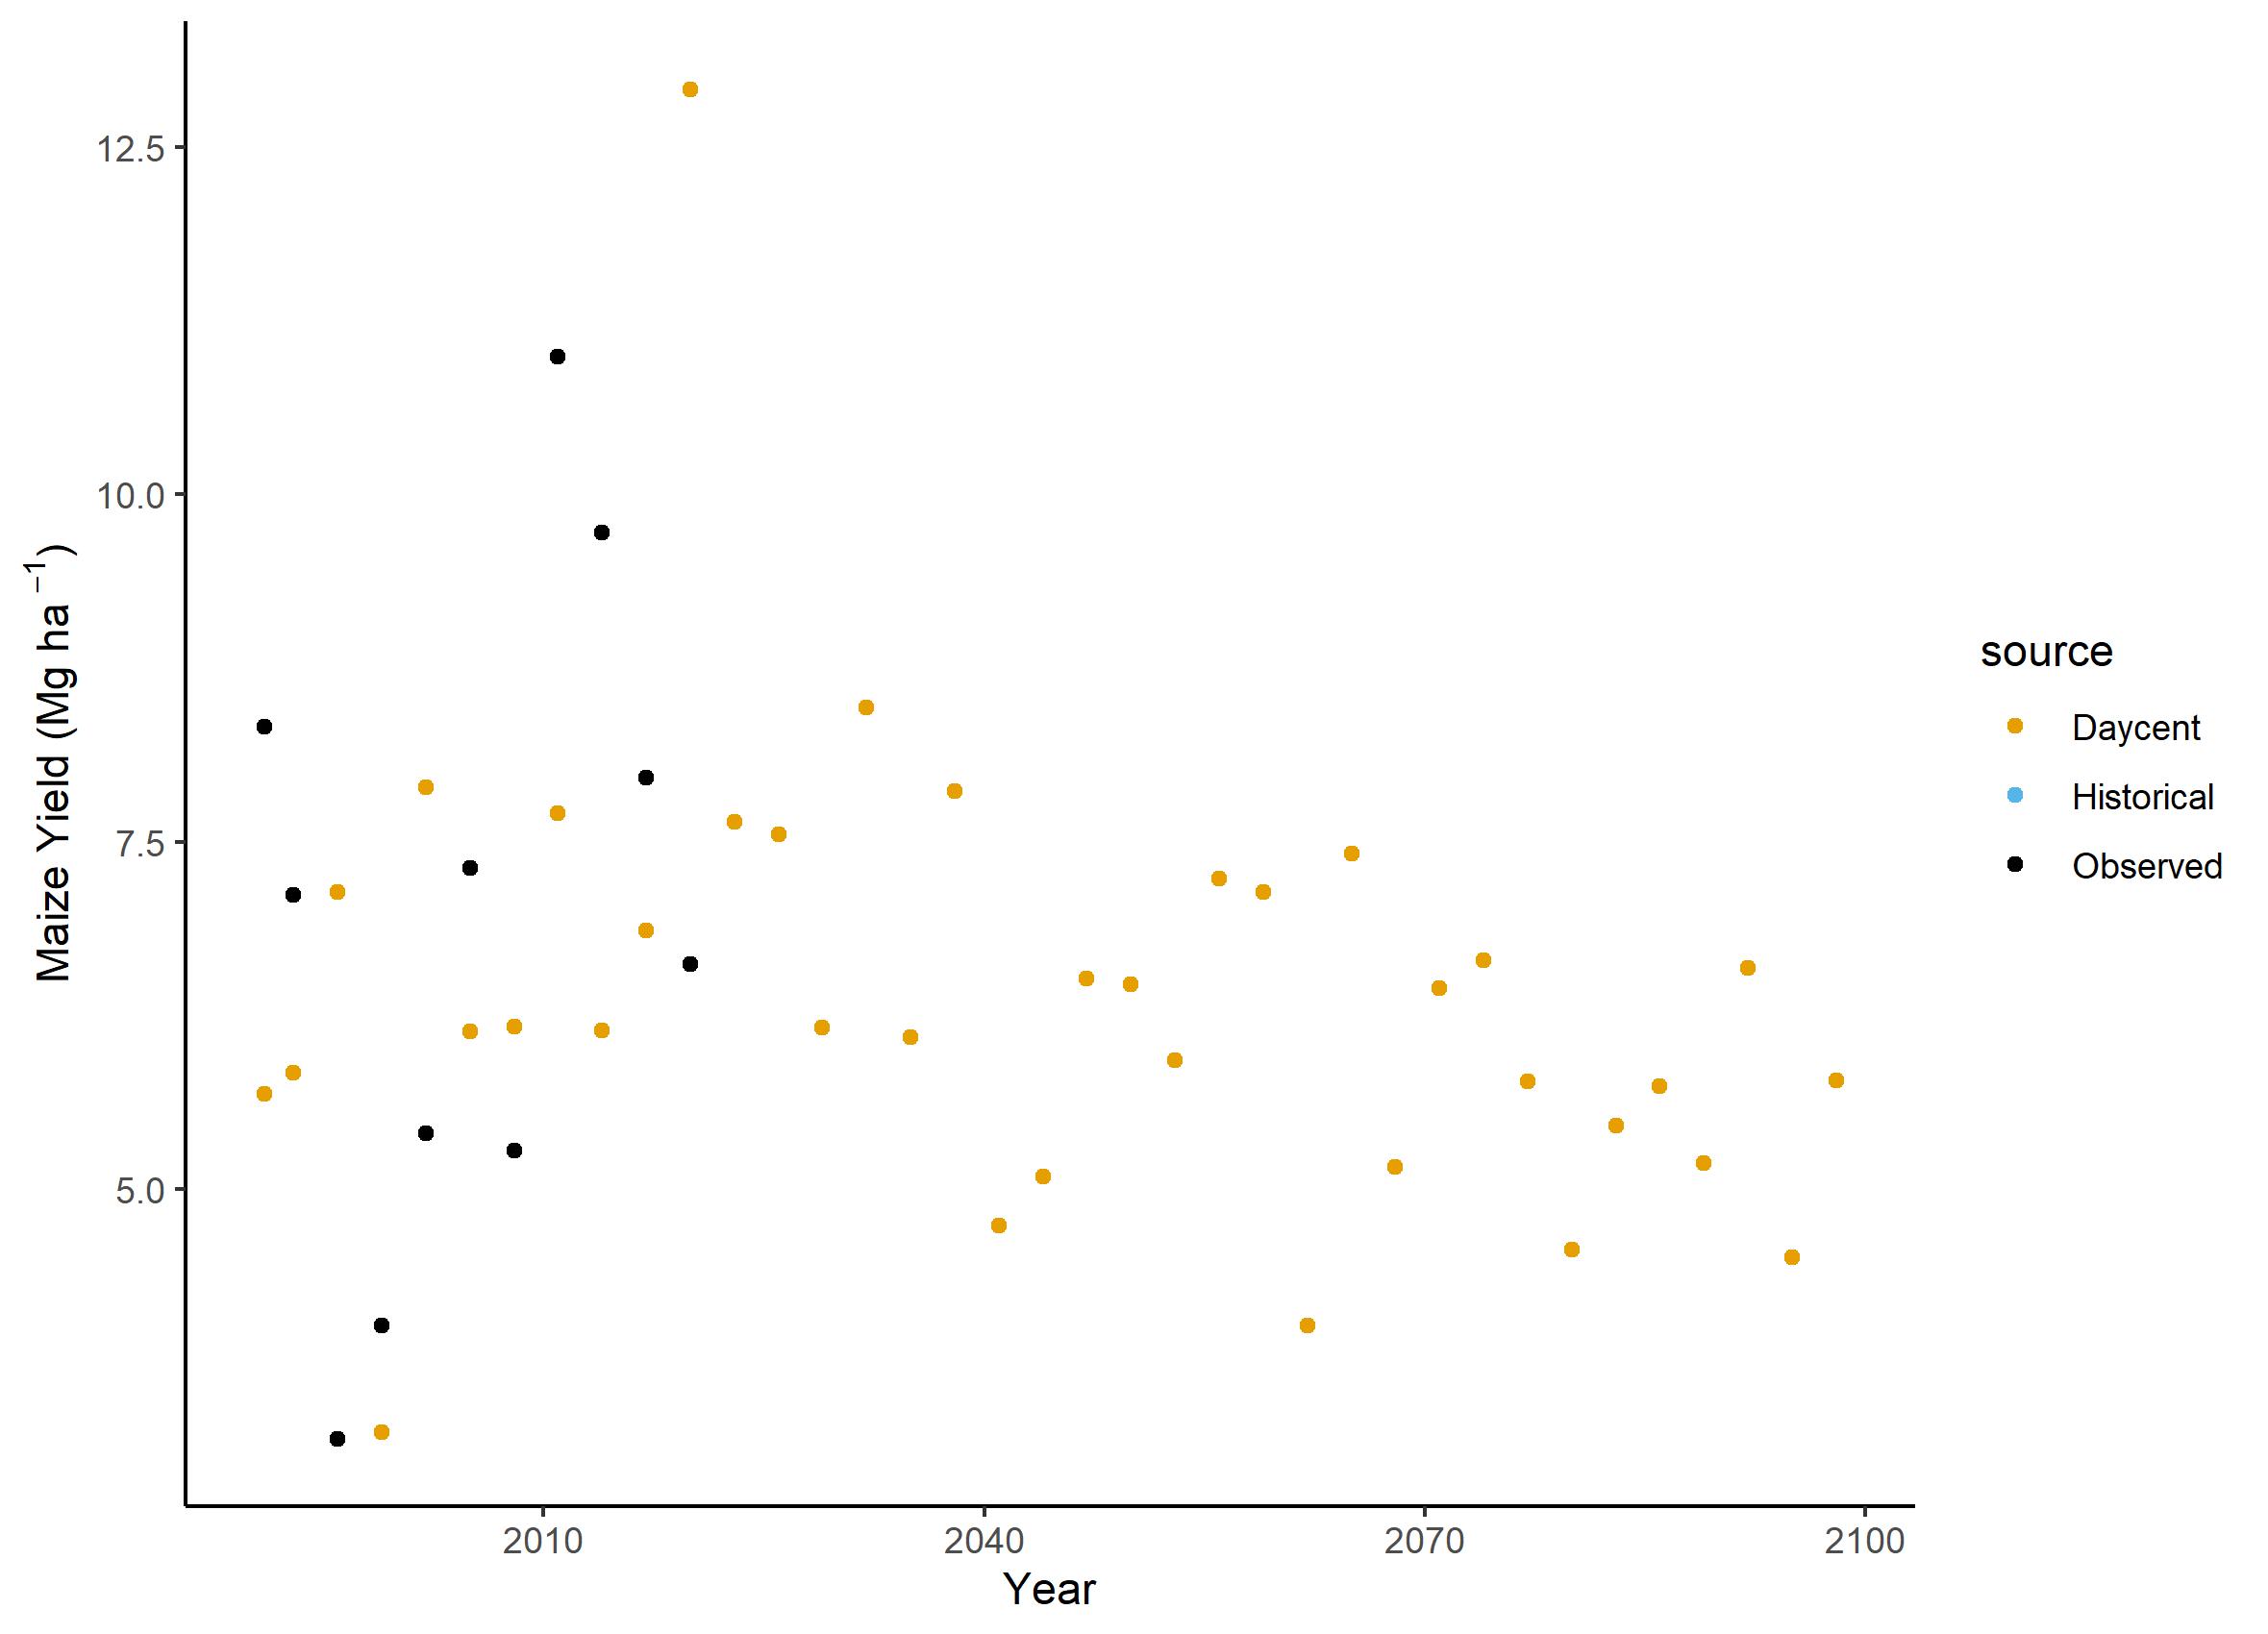 12.5
10.0
7.5
5.0
Maize Yield (Mg ha⁻¹)
2010
2040
2070
2100
Year
source
Daycent
Historical
Observed